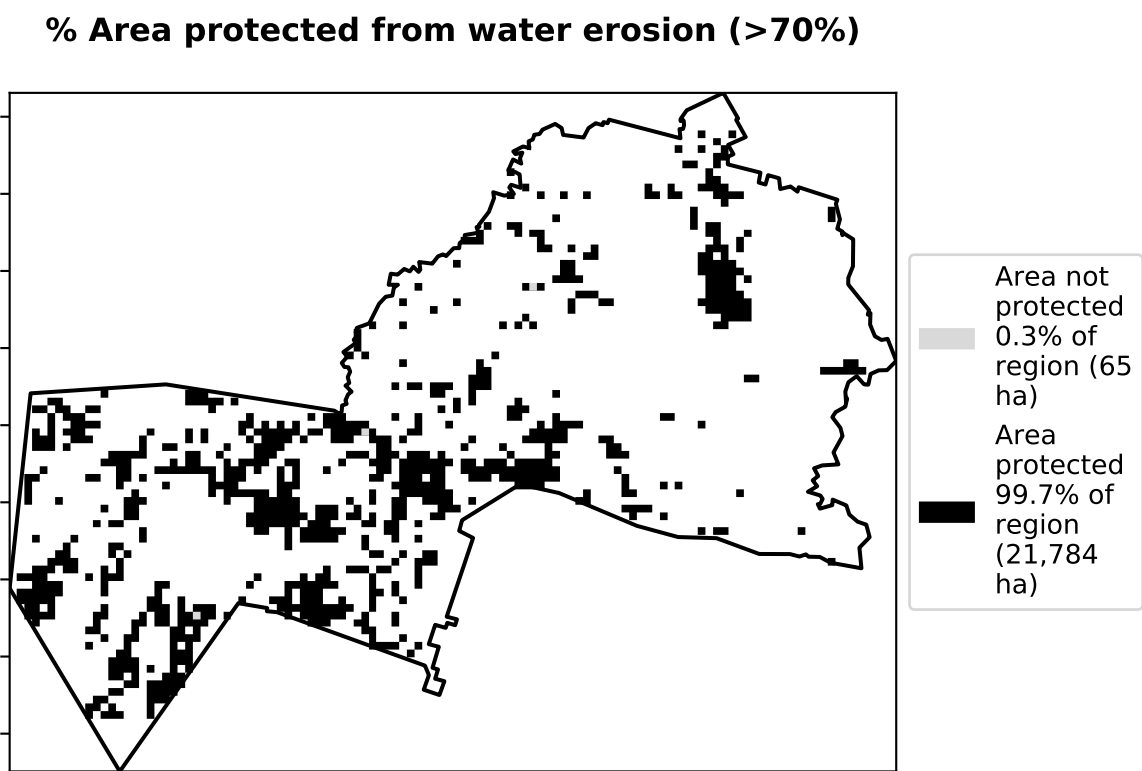 % Area protected from water erosion (>70%)
Area not
protected
0.3% of
region (65
ha)
Area
protected
99.7% of
region
(21,784
ha)